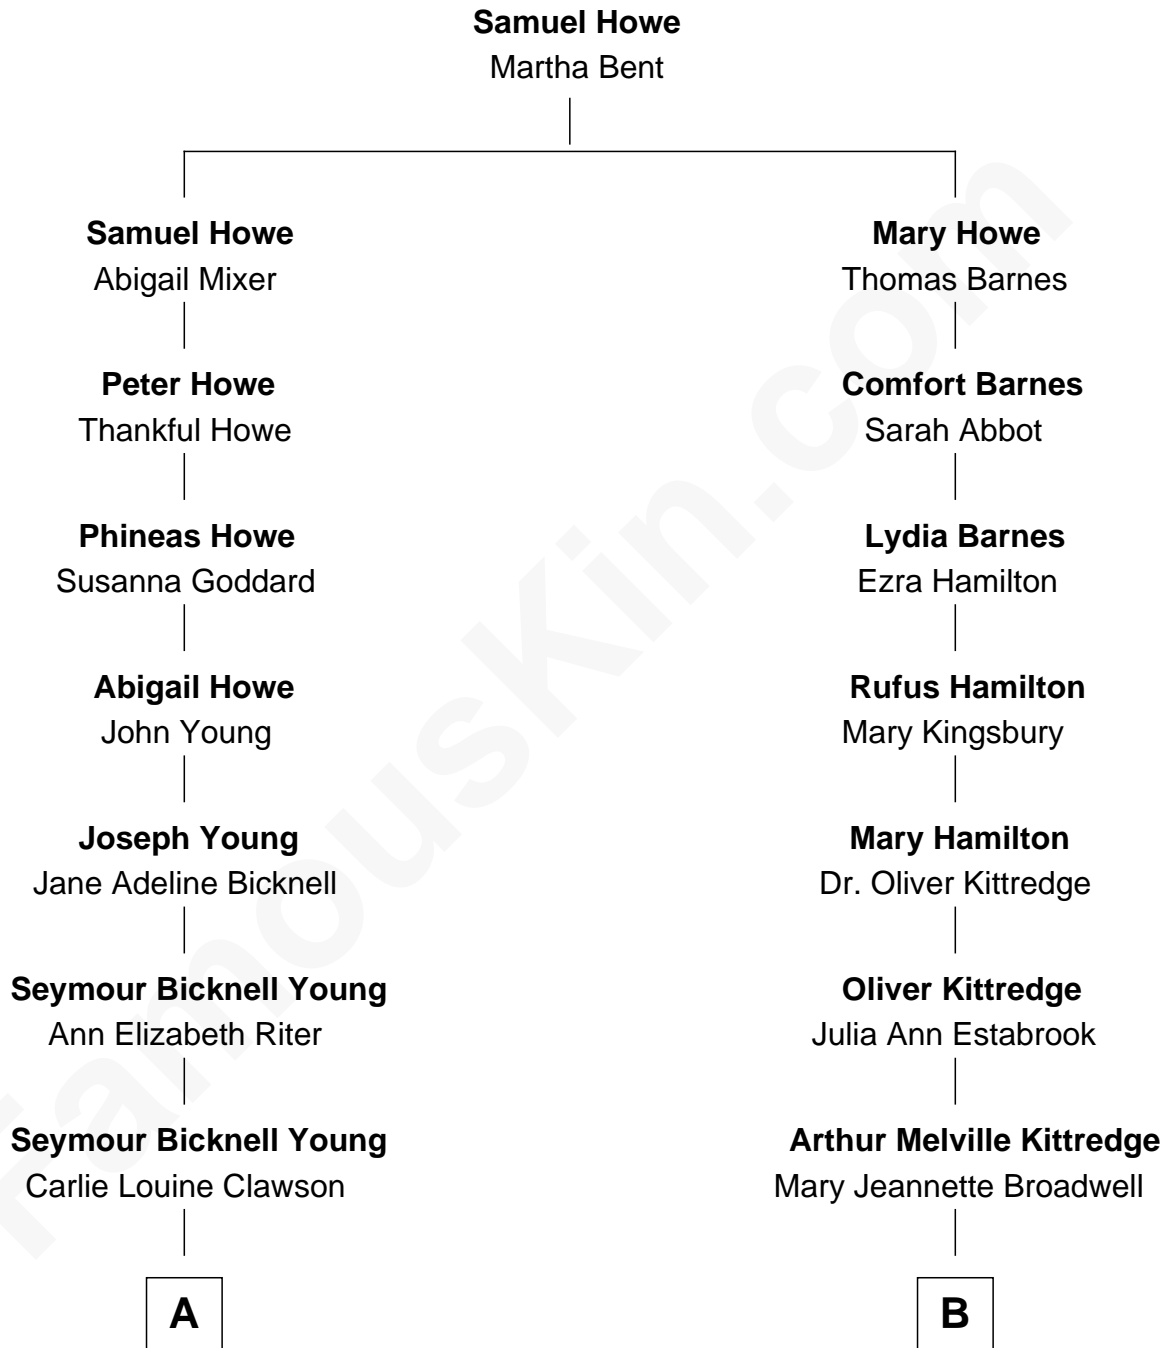 Samuel Howe
Martha Bent
Samuel Howe
Abigail Mixer
Mary Howe
Thomas Barnes
Peter Howe
Thankful Howe
Comfort Barnes
Sarah Abbot
Phineas Howe
Susanna Goddard
Lydia Barnes
Ezra Hamilton
Abigail Howe
John Young
Rufus Hamilton
Mary Kingsbury
Joseph Young
Jane Adeline Bicknell
Mary Hamilton
Dr. Oliver Kittredge
Seymour Bicknell Young
Ann Elizabeth Riter
Oliver Kittredge
Julia Ann Estabrook
Seymour Bicknell Young
Carlie Louine Clawson
Arthur Melville Kittredge
Mary Jeannette Broadwell
A
B
FamousKin.com